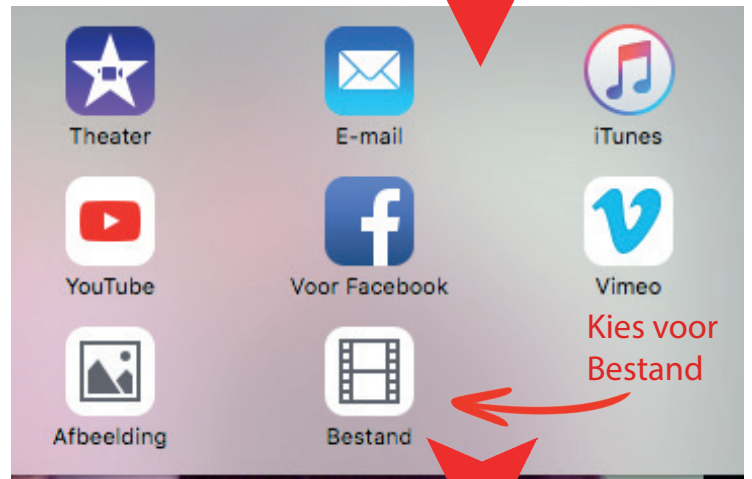 Theater
E-mail
iTunes
YouTube
Voor Facebook
Vimeo
Kies voor
Bestand
Afbeelding
Bestand